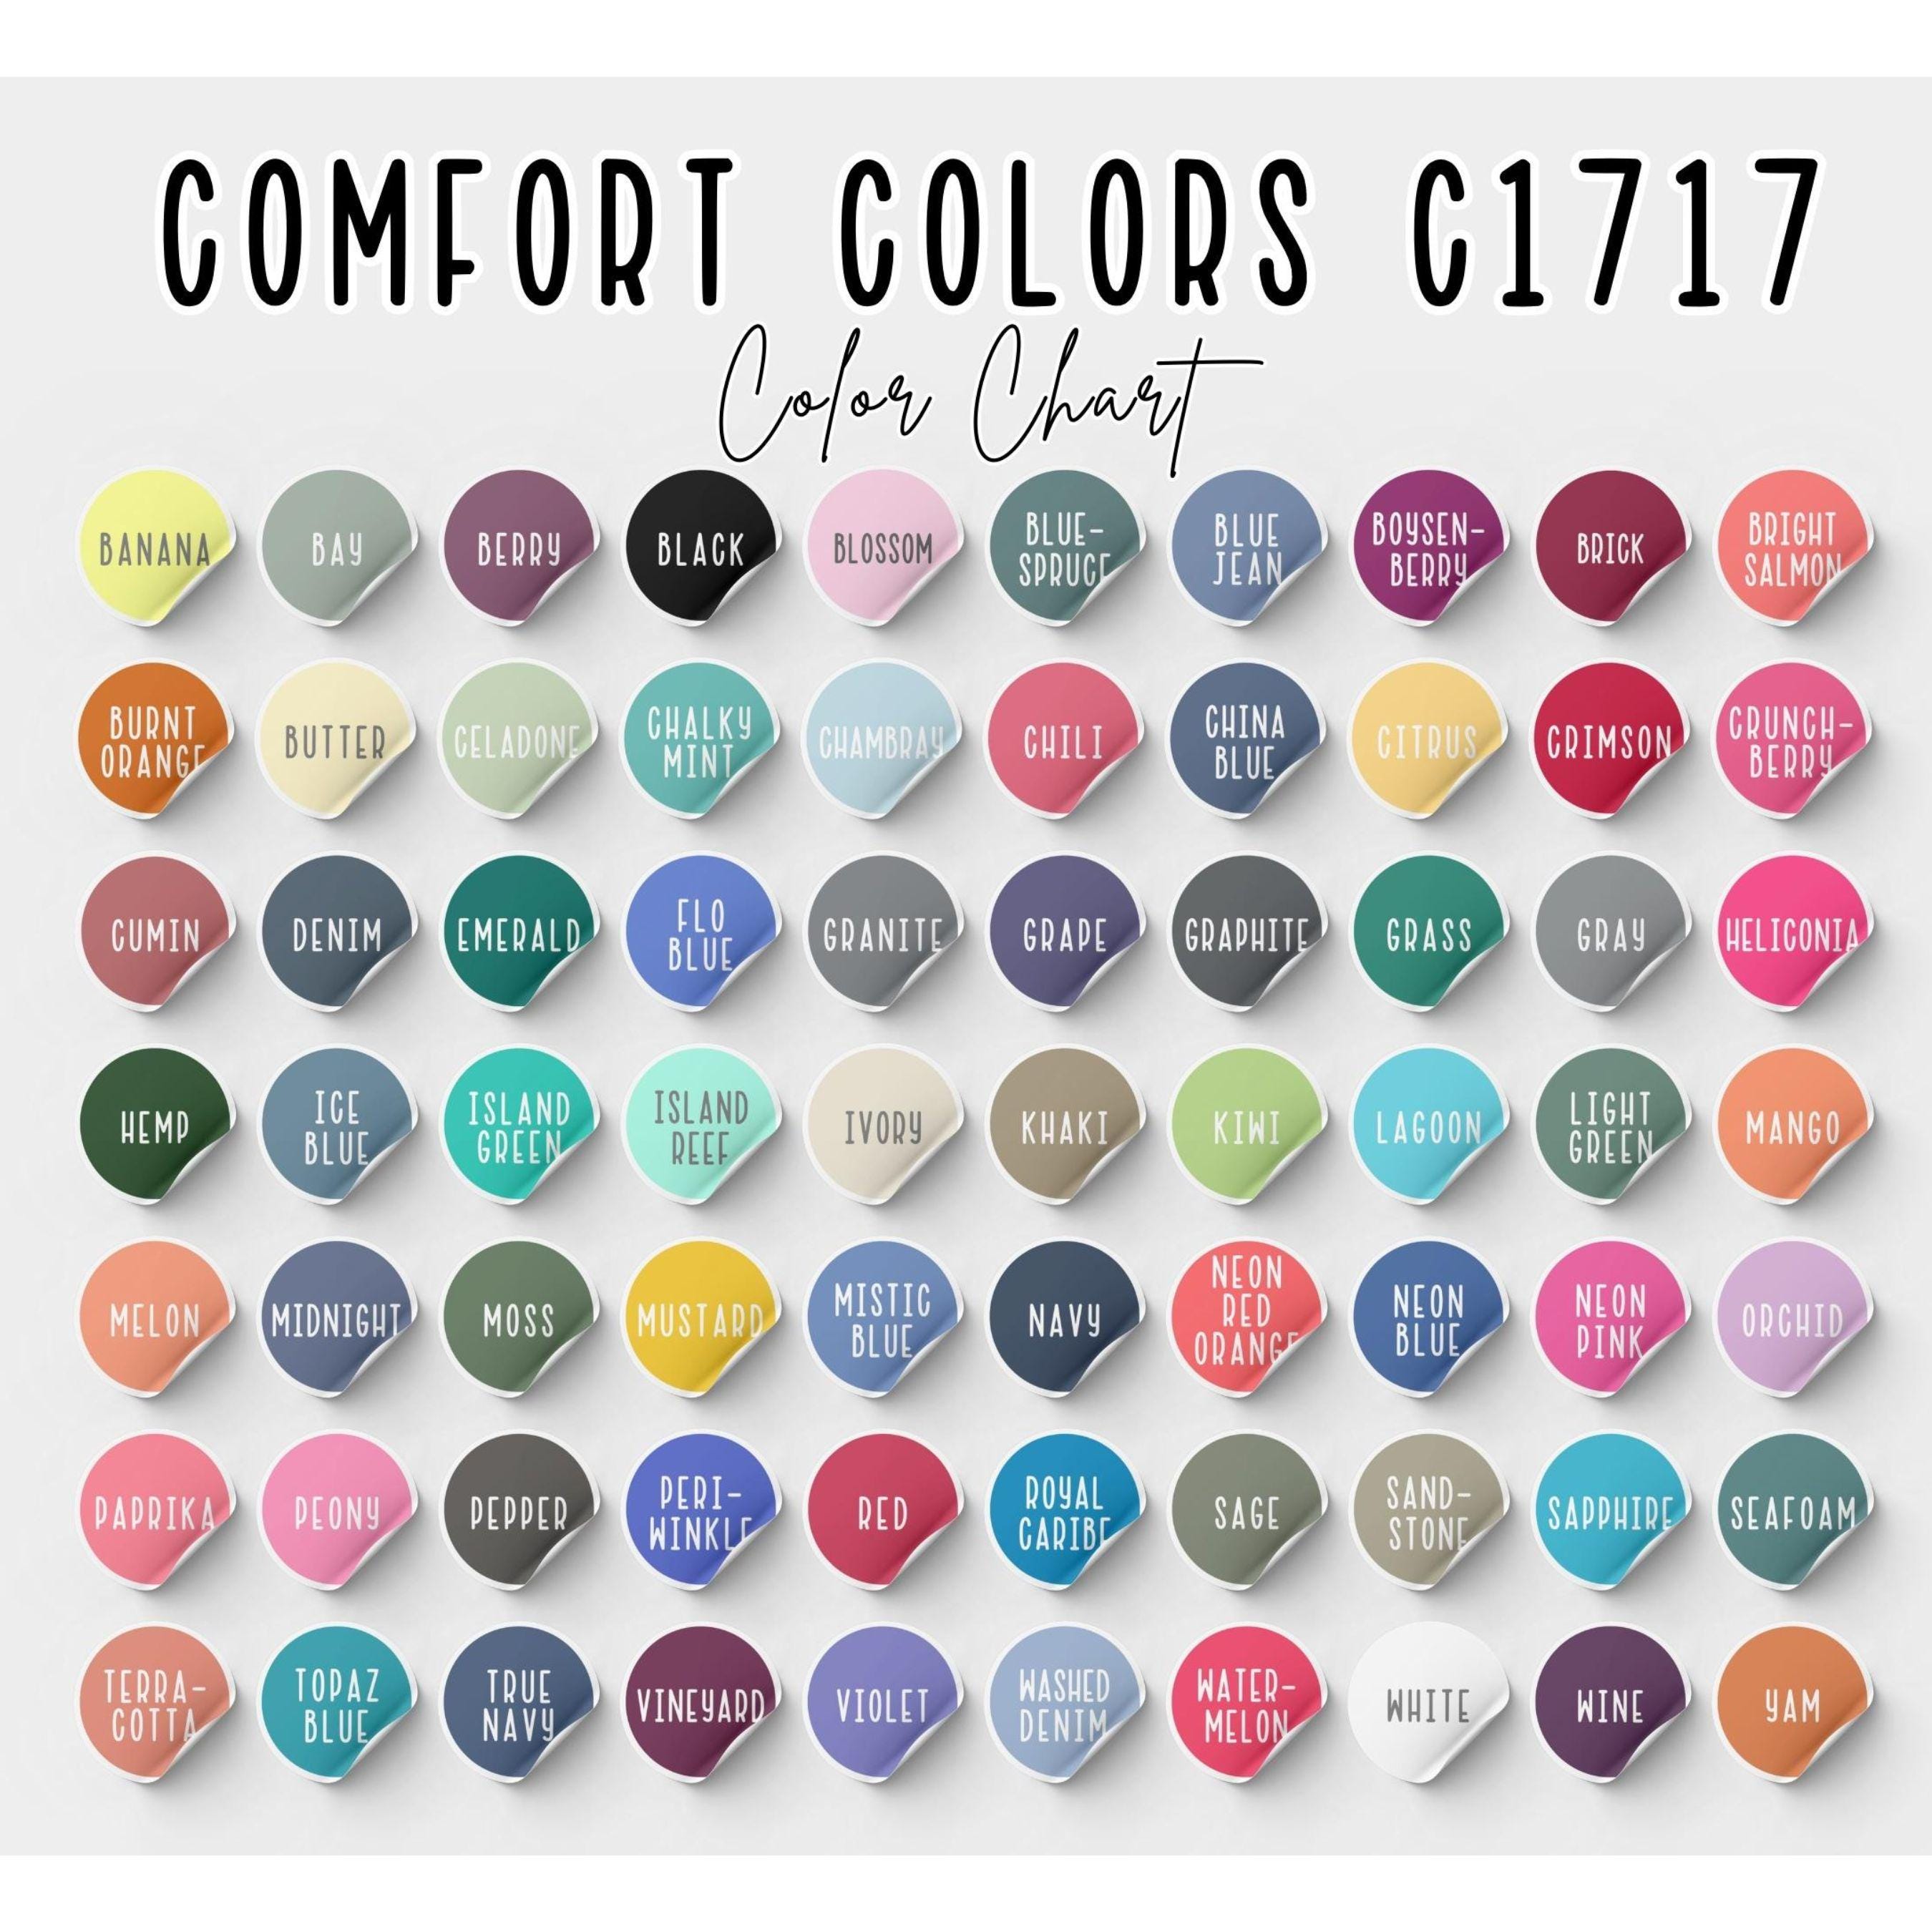 COMFORT COLORS C1717
Color Chart
BANANA
BAY
BERRY
BLACK
BLOSSOM
BLUE-
SPRUCE
BLUE
JEAN
BOYSEN-
BERRY
BRICK
BRIGHT
SALMON
BURNT
ORANGE
BUTTER
CELADONE
CHALKY
MINT
CHAMBRAY
CHILI
CHINA
BLUE
CITRUS
CRIMSON
CRUNCH-
BERRY
CUMIN
DENIM
EMERALD
FLO
BLUE
GRANITE
GRAPE
GRAPHITE
GRASS
GRAY
HELICONIA
HEMP
ICE
BLUE
ISLAND
GREEN
ISLAND
REEF
IVORY
KHAKI
KIWI
LAGOON
LIGHT
GREEN
MANGO
MELON
MIDNIGHT
MOSS
MUSTARD
MISTIC
BLUE
NAVY
NEON
RED
ORANGE
NEON
BLUE
NEON
PINK
ORCHID
PAPRIKA
PEONY
PEPPER
PERI-
WINKLE
RED
ROYAL
CARIBE
SAGE
SAND-
STONE
SAPPHIRE
SEAFOAM
TERRA-
COTTA
TOPAZ
BLUE
TRUE
NAVY
VINEYARD
VIOLET
WASHED
DENIM
WATER-
MELON
WHITE
WINE
YAM